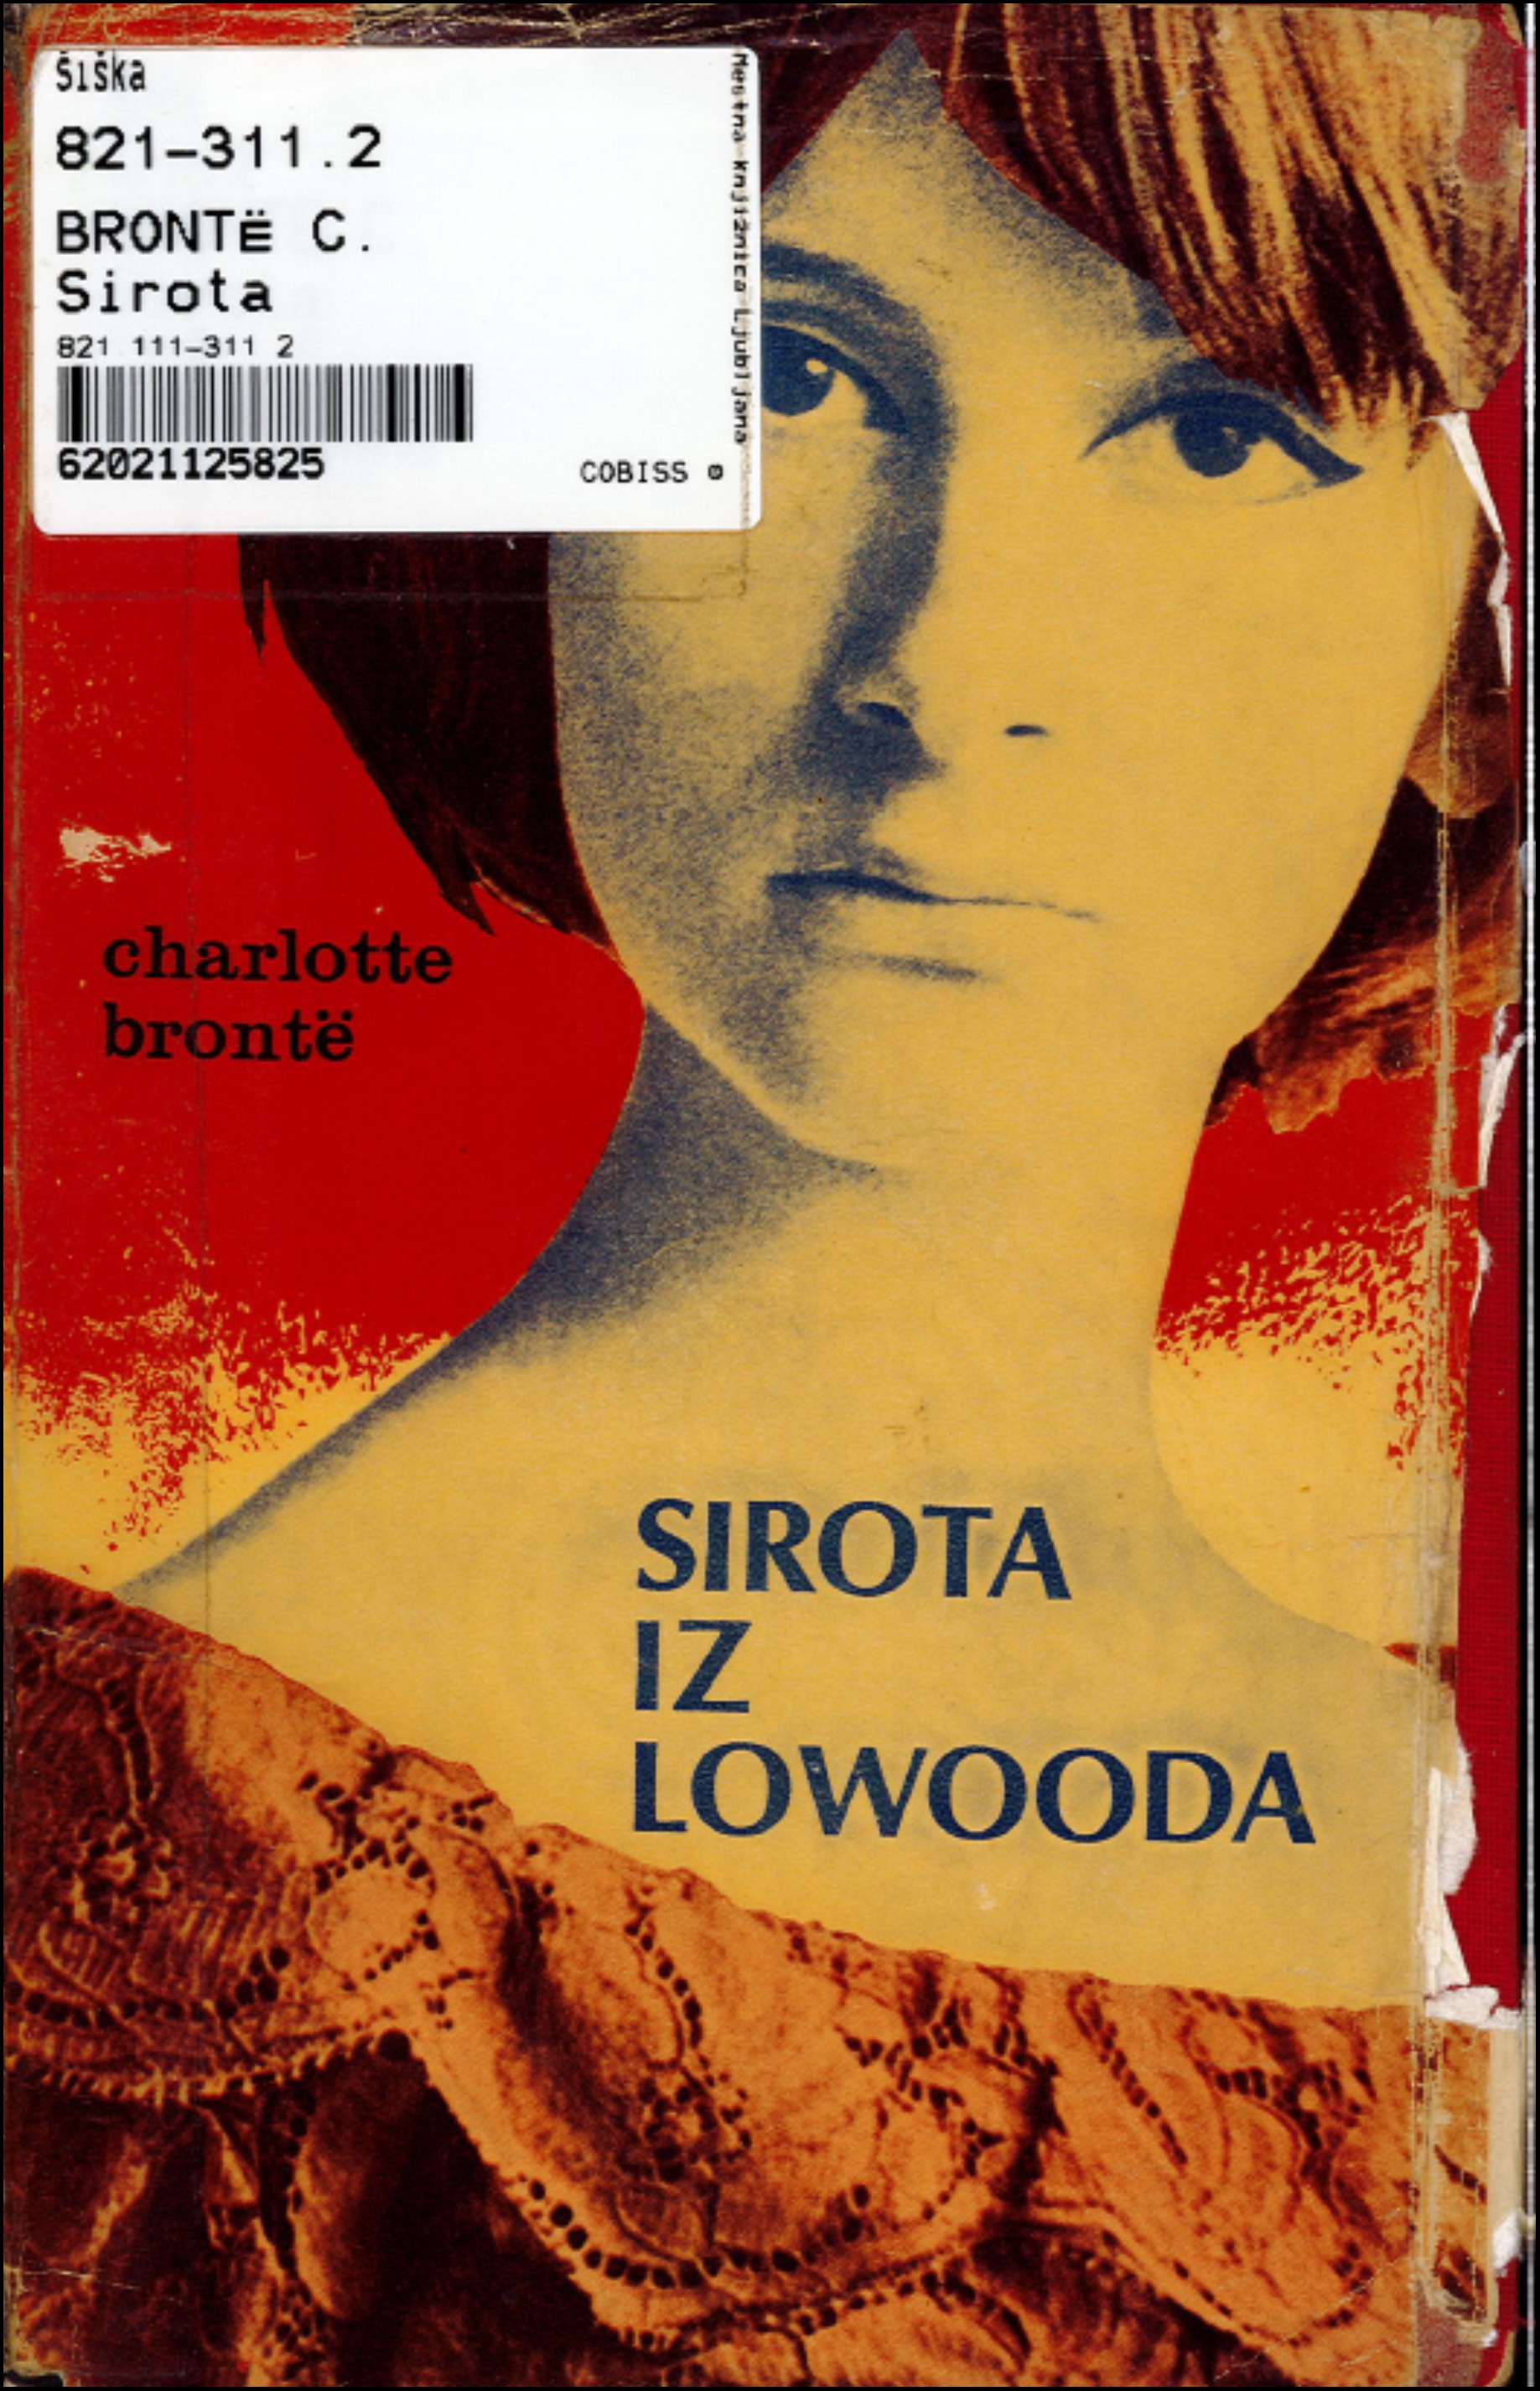 Šiška
821-311.2
BRONTË C.
Sirota
821 111-311 2
62021125825
COBISS
Mestna knjižnica Ljubljana
charlotte
brontë
SIROTA
IZ
LOWOODA